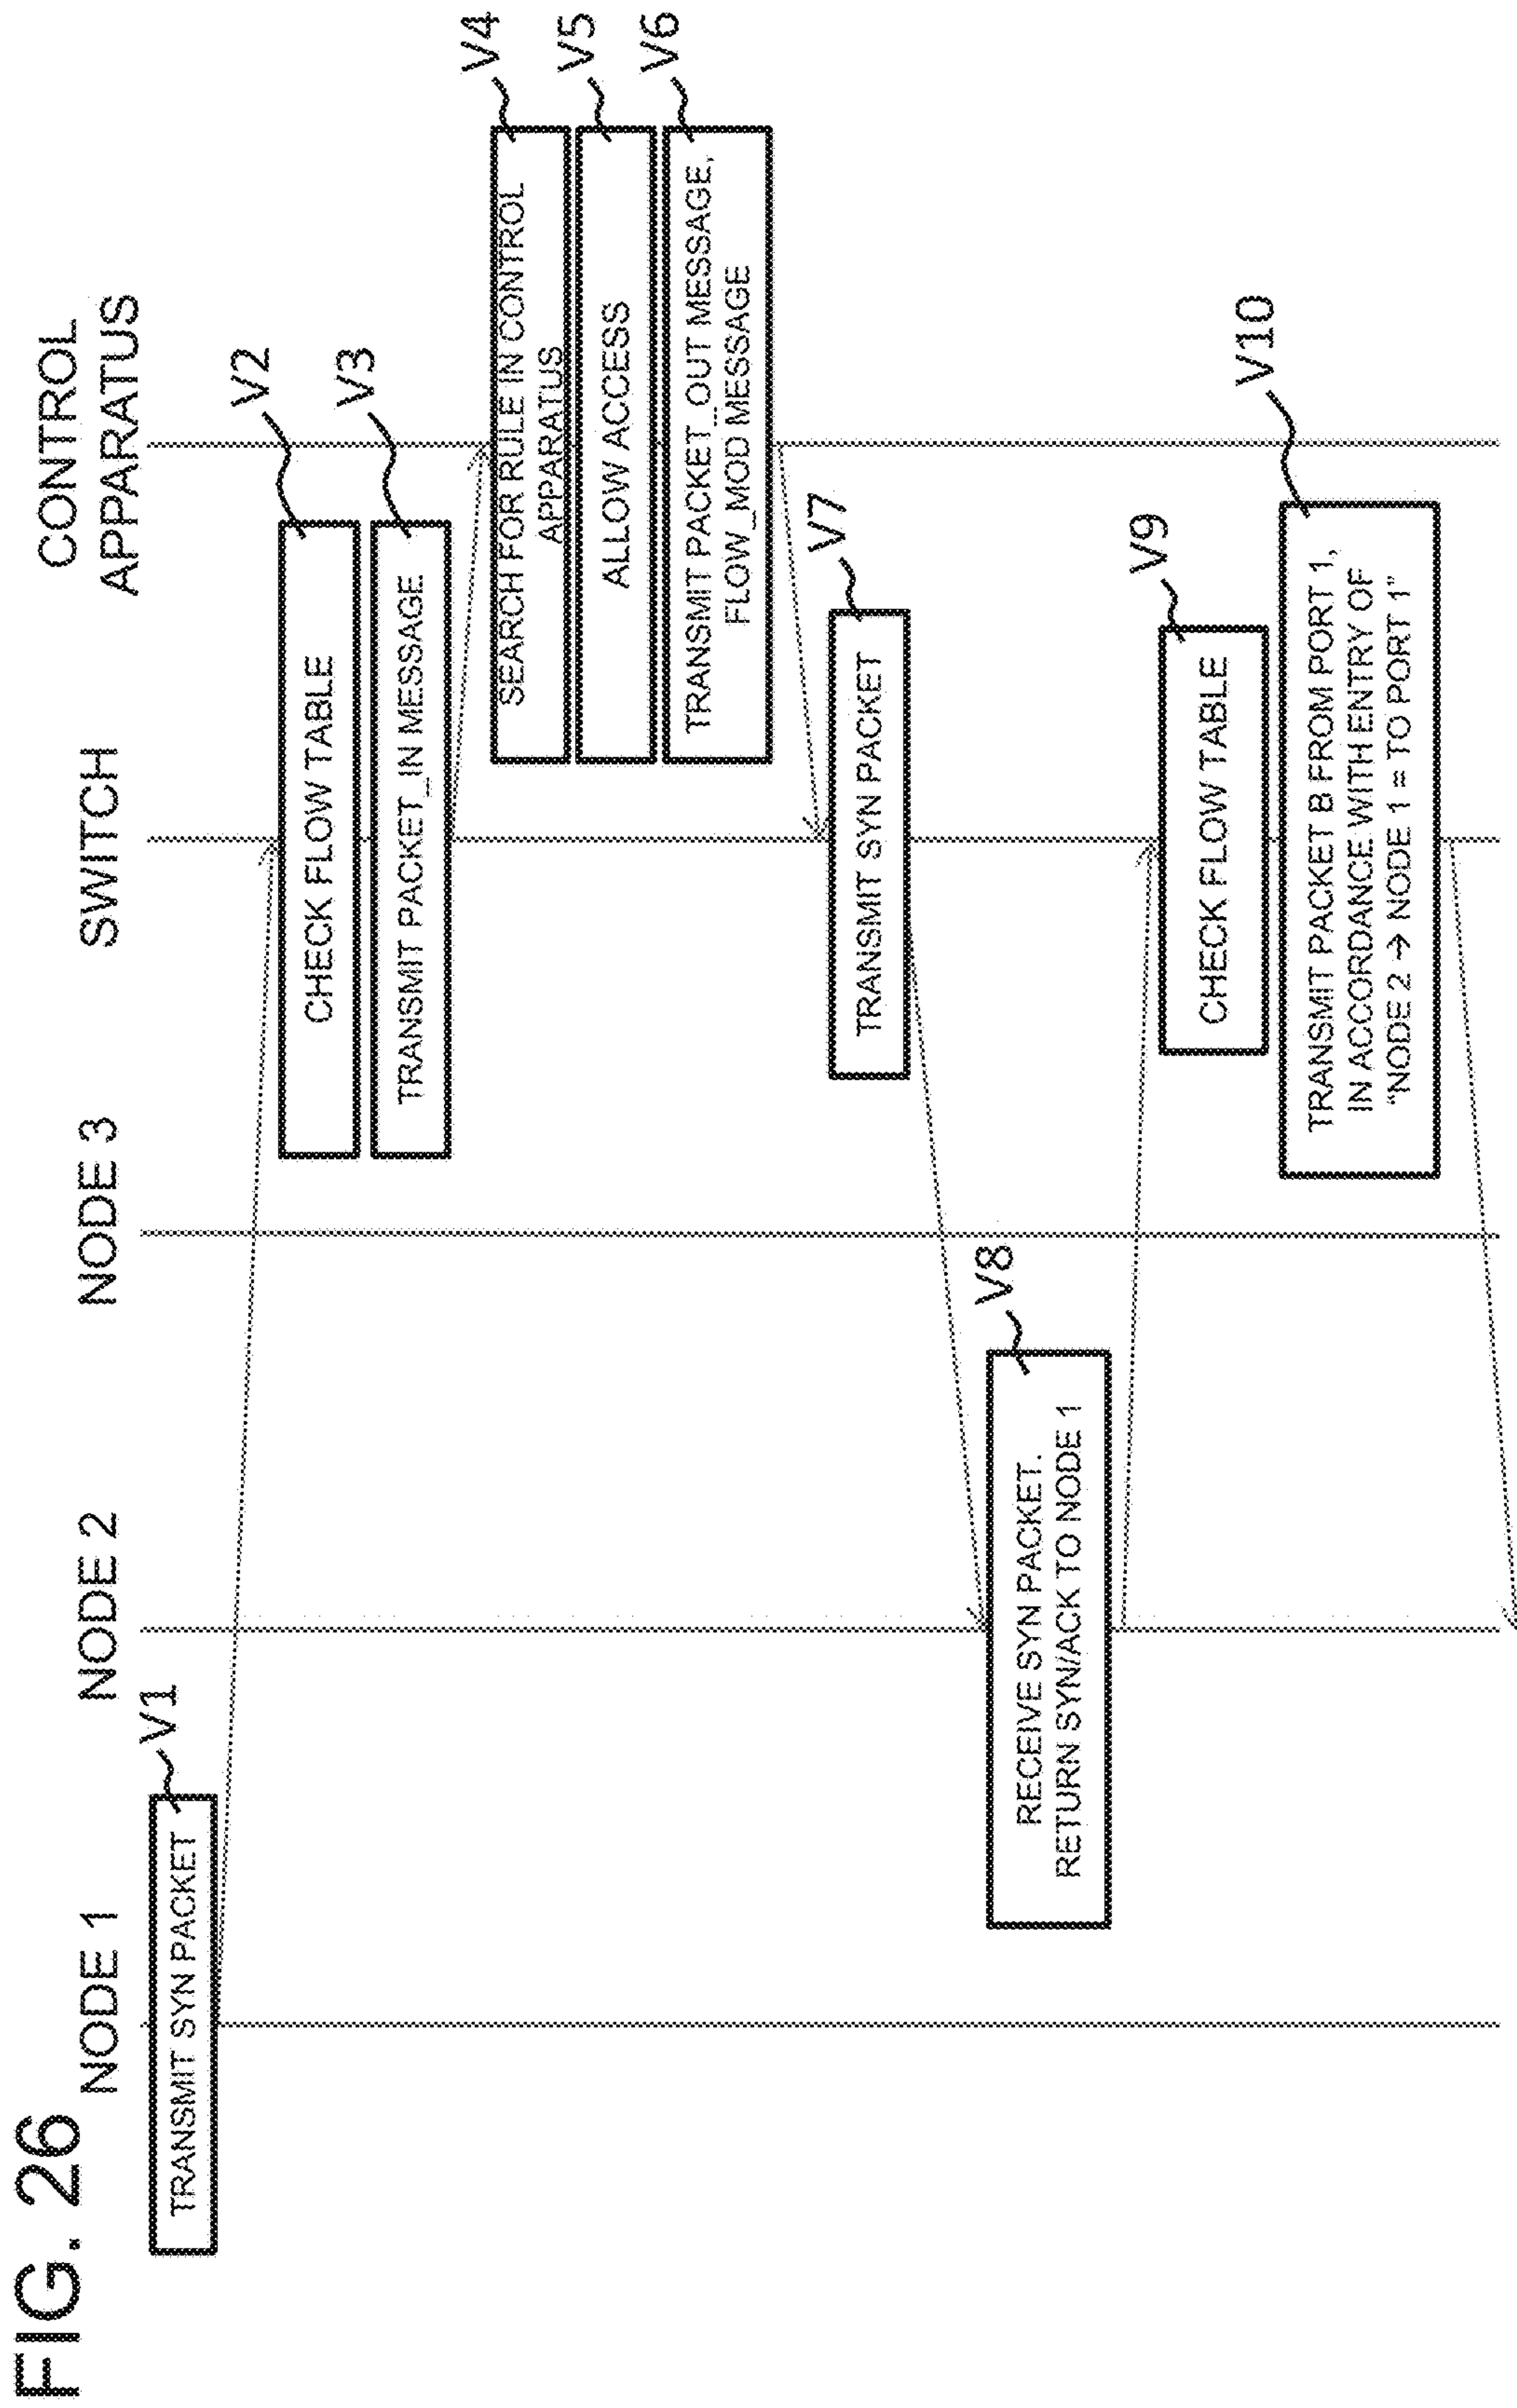 FIG. 26
NODE 1
NODE 2
NODE 3
SWITCH
CONTROL
APPARATUS
TRANSMIT SYN PACKET
V1
CHECK FLOW TABLE
V2
TRANSMIT PACKET_IN MESSAGE
V3
SEARCH FOR RULE IN CONTROL
APPARATUS
V4
ALLOW ACCESS
V5
TRANSMIT PACKET_OUT MESSAGE,
FLOW_MOD MESSAGE
V6
TRANSMIT SYN PACKET
V7
RECEIVE SYN PACKET.
RETURN SYN/ACK TO NODE 1
V8
CHECK FLOW TABLE
V9
TRANSMIT PACKET B FROM PORT 1,
IN ACCORDANCE WITH ENTRY OF
“NODE 2 → NODE 1 = TO PORT 1”
V10